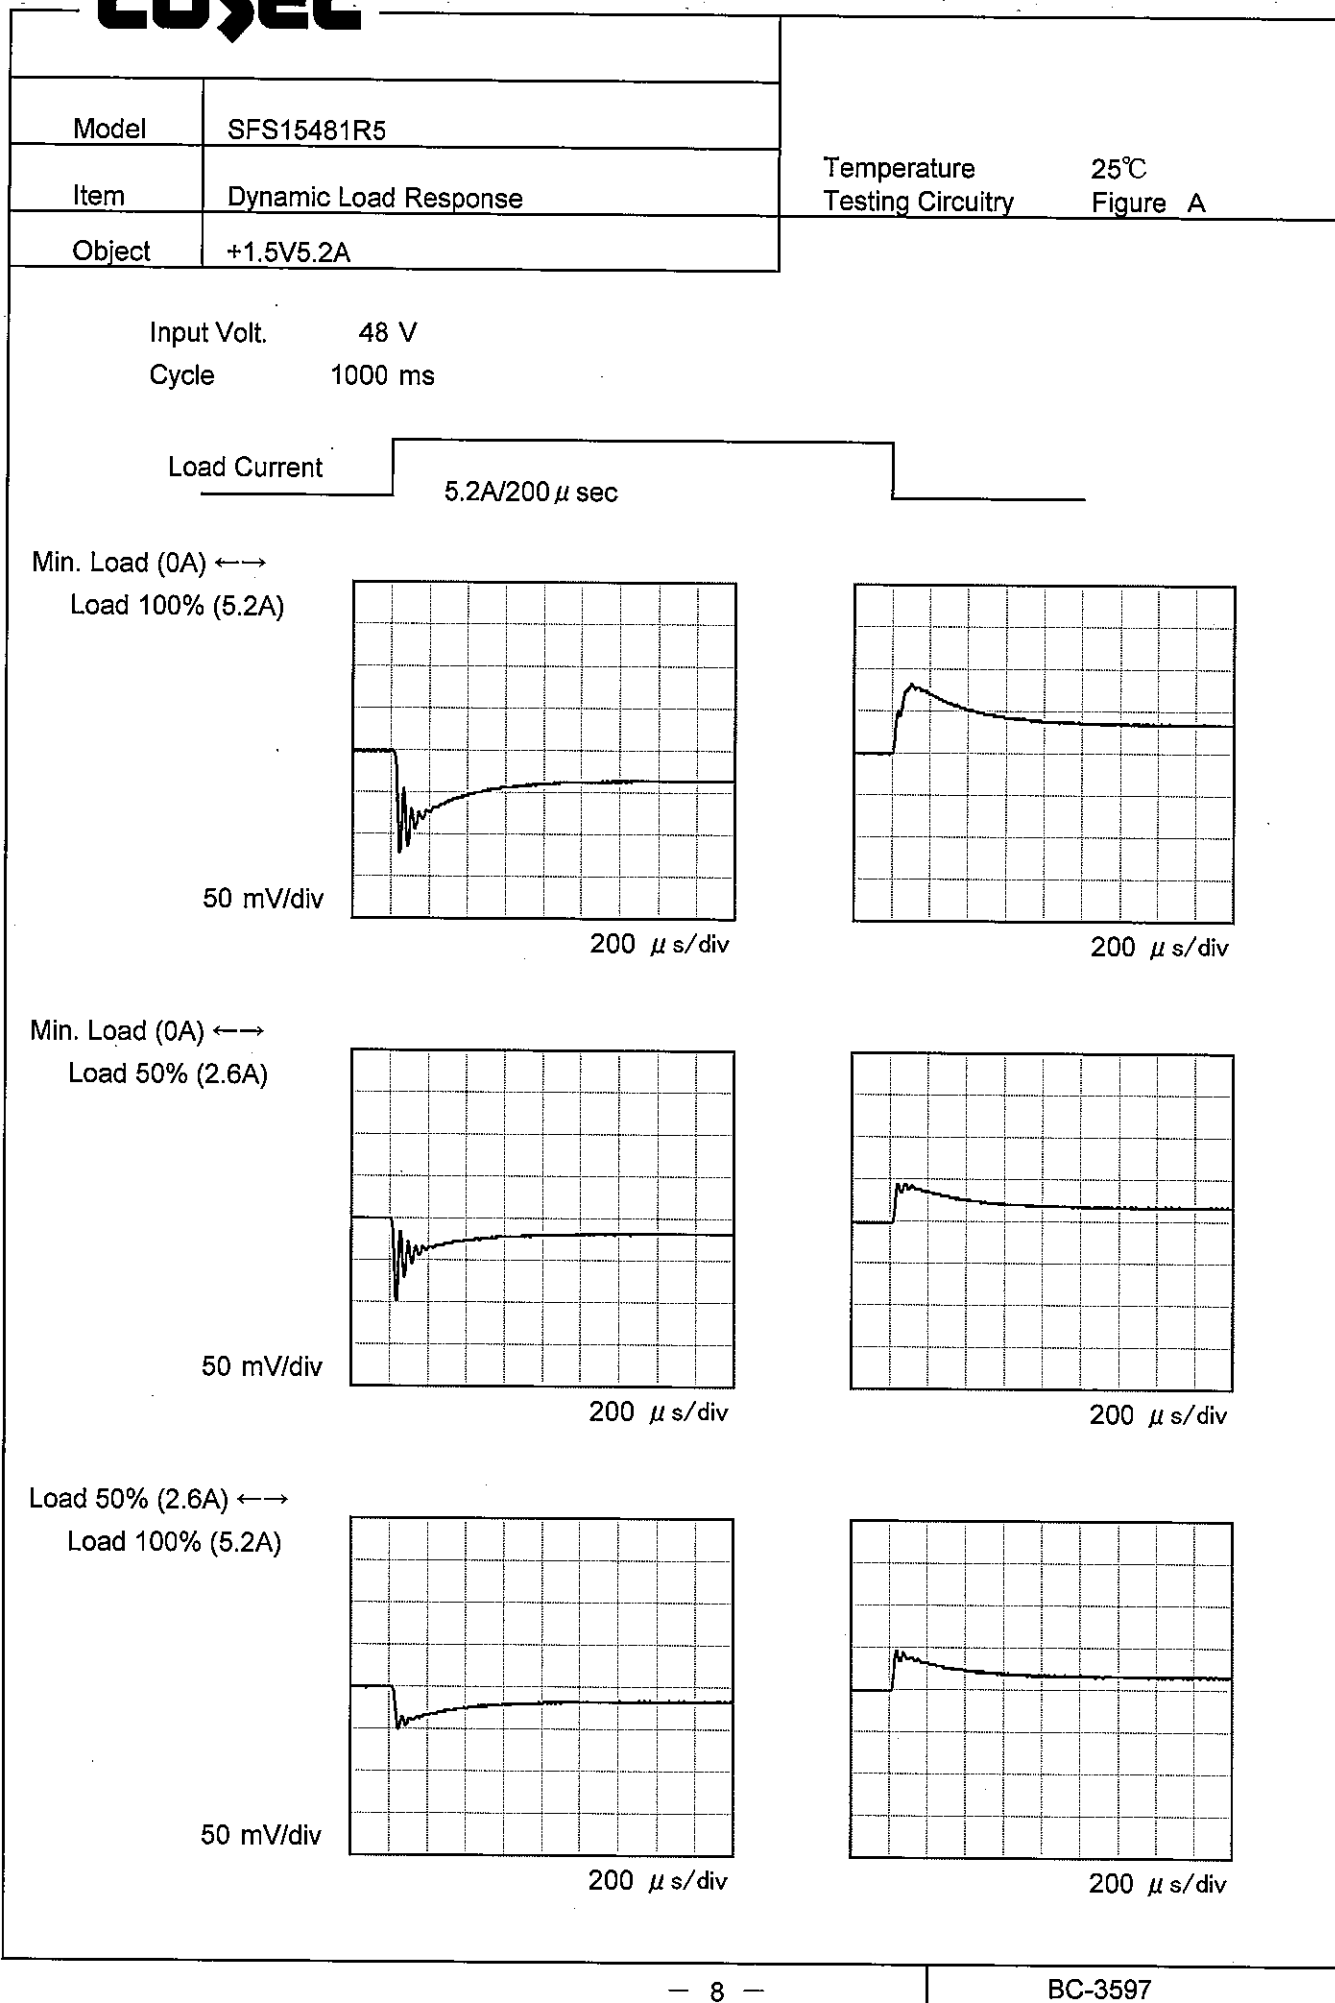 COSEL
Model SFS15481R5
Item Dynamic Load Response
Object +1.5V5.2A
Temperature 25℃
Testing Circuitry Figure A
Input Volt. 48 V
Cycle 1000 ms
Load Current
5.2A/200 μ sec
Min. Load (0A) ←→
Load 100% (5.2A)
50 mV/div
200 μs/div
200 μs/div
Min. Load (0A) ←→
Load 50% (2.6A)
50 mV/div
200 μs/div
200 μs/div
Load 50% (2.6A) ←→
Load 100% (5.2A)
50 mV/div
200 μs/div
200 μs/div
− 8 −
BC-3597